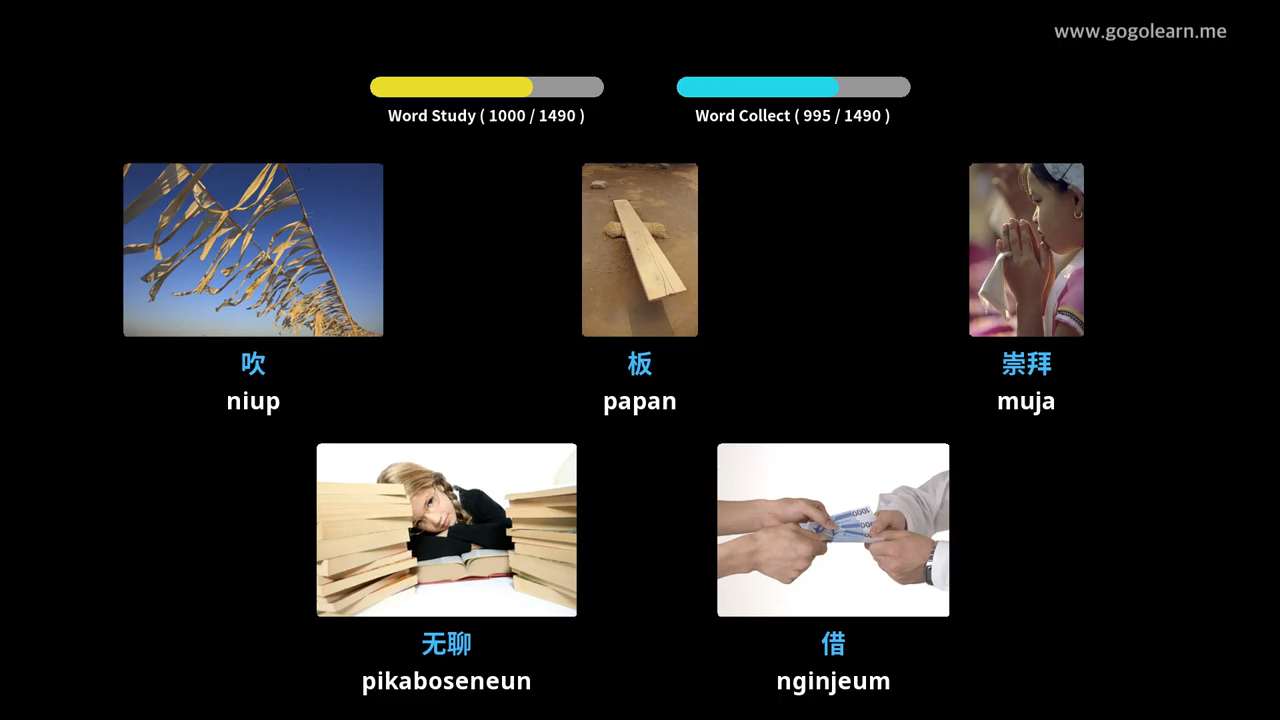 www.gogolearn.me
Word Study ( 1000 / 1490 )
Word Collect ( 995 / 1490 )
吹
niup
板
papan
崇拜
muja
无聊
pikaboseneun
借
nginjeum